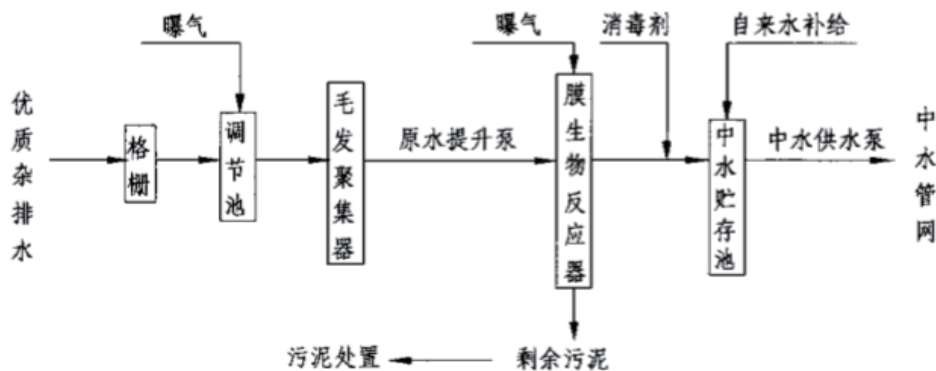 曝气
曝气
消毒剂
自来水补给
优质杂排水
格栅
调节池
毛发聚集器
原水提升泵
膜生物反应器
中水贮存池
中水供水泵
中水管网
污泥处置
剩余污泥